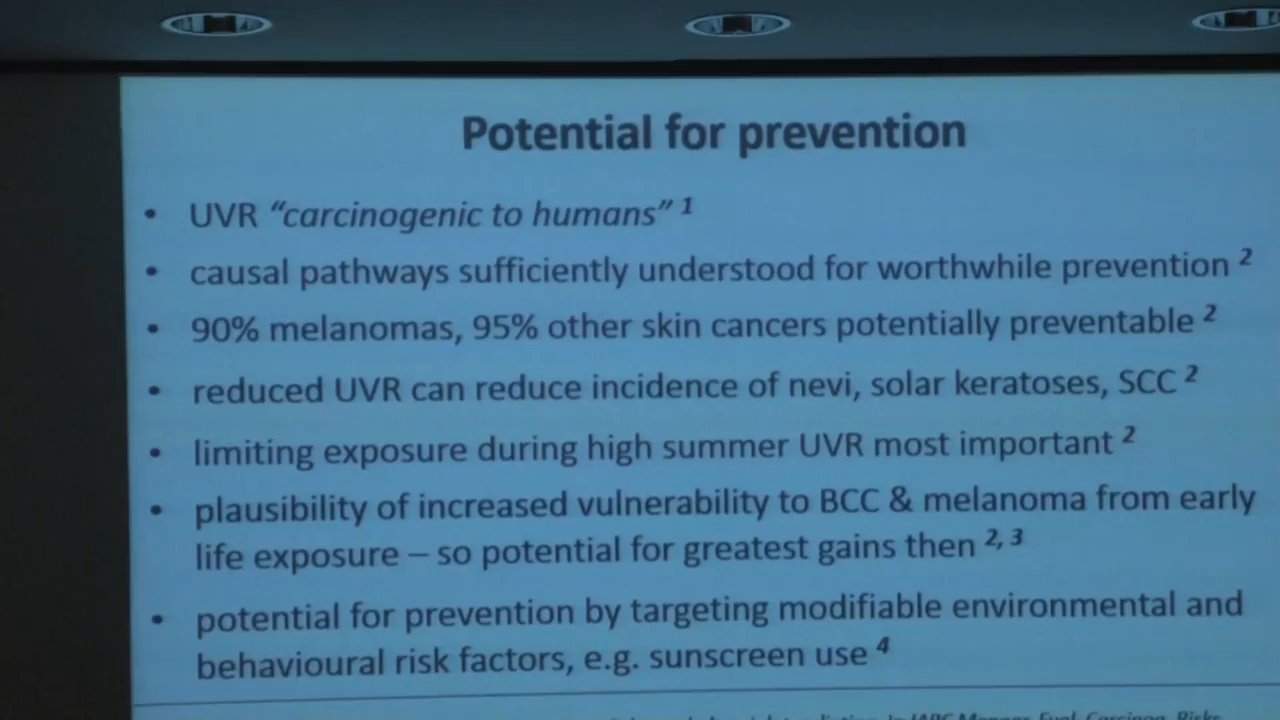 Potential for prevention
• UVR “carcinogenic to humans” 1
• causal pathways sufficiently understood for worthwhile prevention 2
• 90% melanomas, 95% other skin cancers potentially preventable 2
• reduced UVR can reduce incidence of nevi, solar keratoses, SCC 2
• limiting exposure during high summer UVR most important 2
• plausibility of increased vulnerability to BCC & melanoma from early
life exposure – so potential for greatest gains then 2, 3
• potential for prevention by targeting modifiable environmental and
behavioural risk factors, e.g. sunscreen use 4